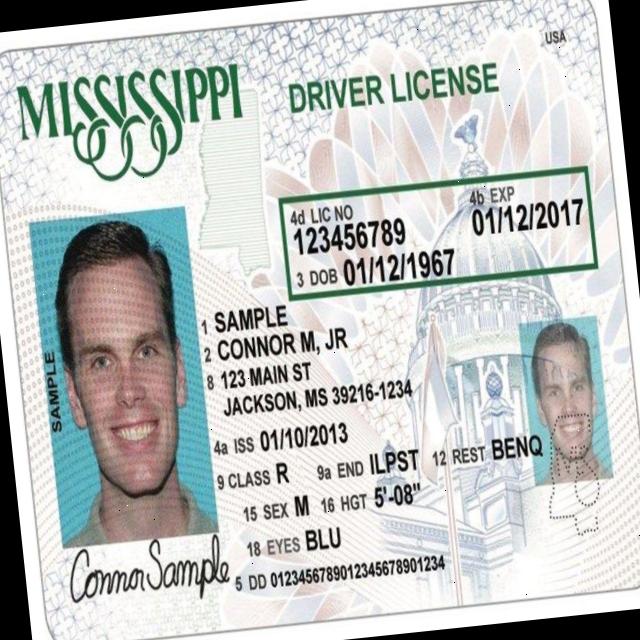 USA
MISSISSIPPI DRIVER LICENSE
4d LIC NO 4b EXP
123456789 01/12/2017
3 DOB 01/12/1967
SAMPLE
1 SAMPLE
2 CONNOR M, JR
8 123 MAIN ST
JACKSON, MS 39216-1234
4a ISS 01/10/2013
9 CLASS R 9a END ILPST 12 REST BENQ
15 SEX M 16 HGT 5'-08"
18 EYES BLU
5 DD 0123456789012345678901234
Connor Sample